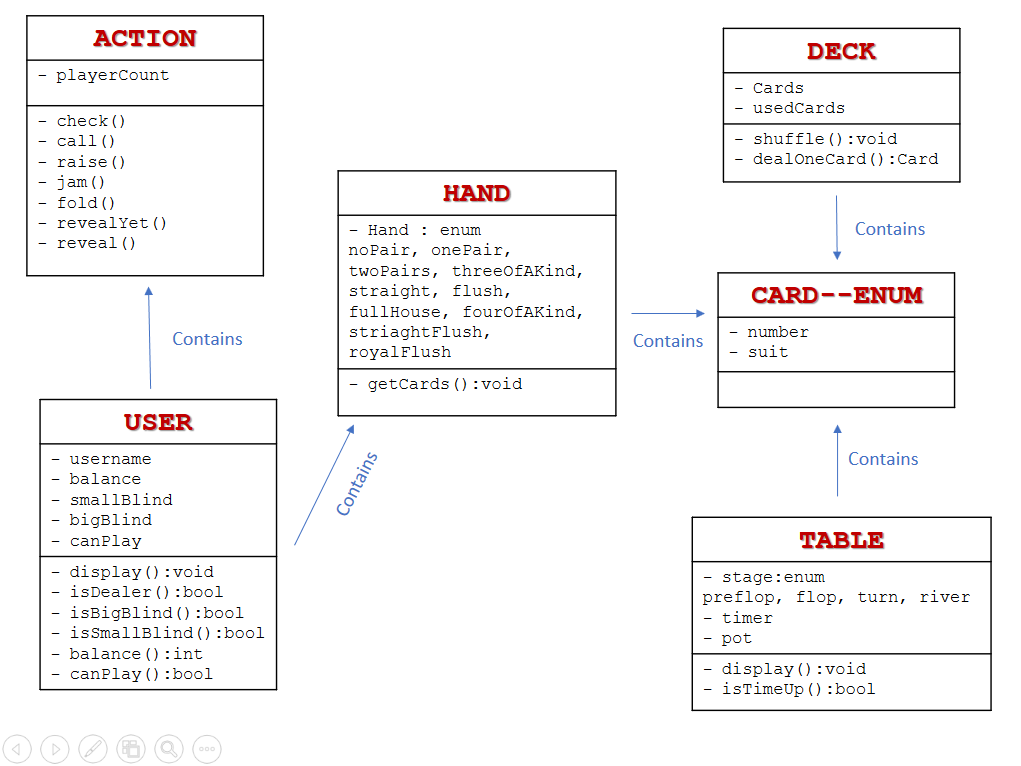 ACTION
- playerCount
- check()
- call()
- raise()
- jam()
- fold()
- revealYet()
- reveal()
Contains
USER
- username
- balance
- smallBlind
- bigBlind
- canPlay
- display():void
- isDealer():bool
- isBigBlind():bool
- isSmallBlind():bool
- balance():int
- canPlay():bool
Contains
HAND
- Hand : enum
noPair, onePair,
twoPairs, threeOfAKind,
straight, flush,
fullHouse, fourOfAKind,
striaghtFlush,
royalFlush
- getCards():void
Contains
DECK
- Cards
- usedCards
- shuffle():void
- dealOneCard():Card
Contains
CARD--ENUM
- number
- suit
Contains
TABLE
- stage:enum
preflop, flop, turn, river
- timer
- pot
- display():void
- isTimeUp():bool